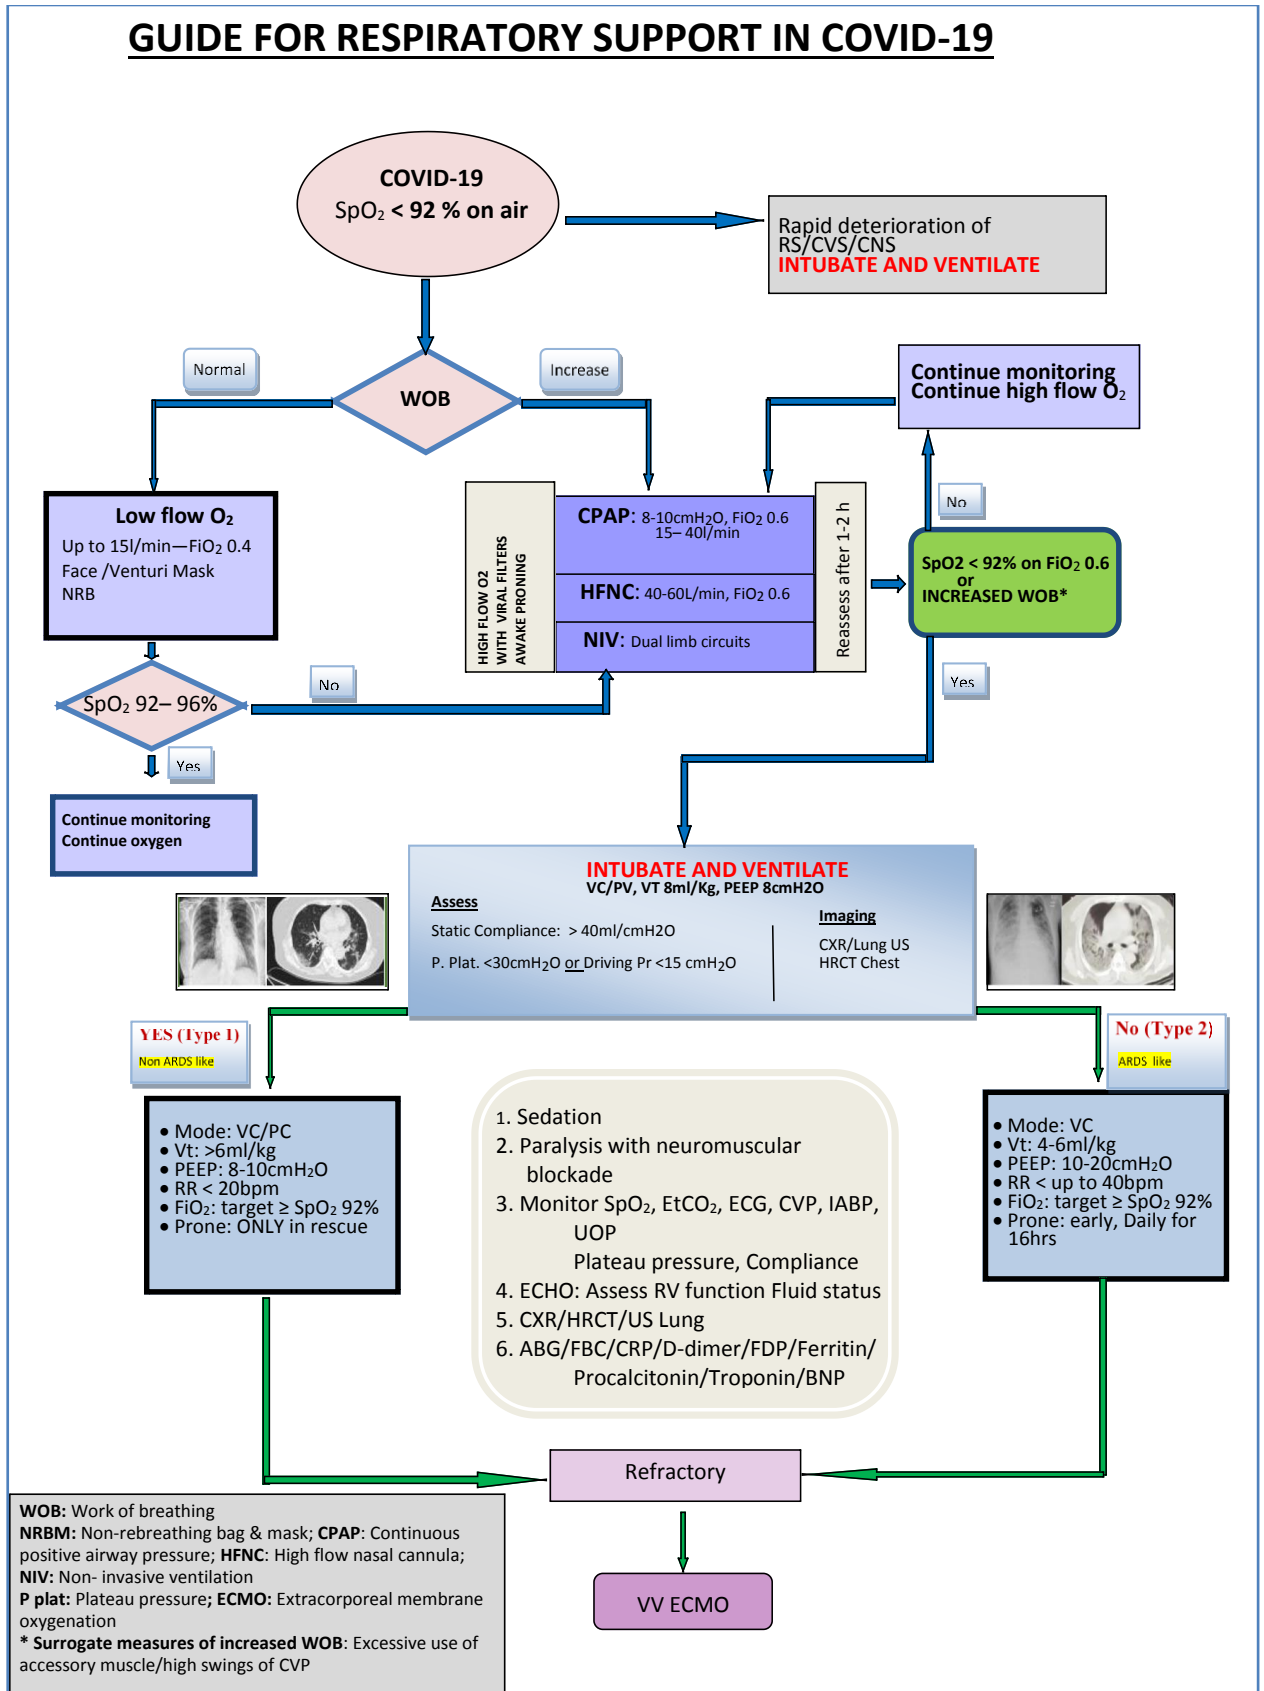 GUIDE FOR RESPIRATORY SUPPORT IN COVID-19
COVID-19
SpO₂ < 92 % on air
Rapid deterioration of
RS/CVS/CNS
INTUBATE AND VENTILATE
Normal
WOB
Increase
Continue monitoring
Continue high flow O₂
Low flow O₂
Up to 15l/min—FiO₂ 0.4
Face /Venturi Mask
NRB
HIGH FLOW O2
WITH VIRAL FILTERS
AWAKE PRONING
CPAP: 8-10cmH₂O, FiO₂ 0.6
15– 40l/min
HFNC: 40-60L/min, FiO₂ 0.6
NIV: Dual limb circuits
Reassess after 1-2 h
No
SpO2 < 92% on FiO₂ 0.6
or
INCREASED WOB*
Yes
SpO₂ 92– 96%
No
Yes
Continue monitoring
Continue oxygen
INTUBATE AND VENTILATE
VC/PV, VT 8ml/Kg, PEEP 8cmH2O
Assess
Static Compliance: > 40ml/cmH2O
P. Plat. <30cmH₂O or Driving Pr <15 cmH₂O
Imaging
CXR/Lung US
HRCT Chest
YES (Type 1)
Non ARDS like
No (Type 2)
ARDS like
• Mode: VC/PC
• Vt: >6ml/kg
• PEEP: 8-10cmH₂O
• RR < 20bpm
• FiO₂: target ≥ SpO₂ 92%
• Prone: ONLY in rescue
1. Sedation
2. Paralysis with neuromuscular
blockade
3. Monitor SpO₂, EtCO₂, ECG, CVP, IABP,
UOP
Plateau pressure, Compliance
4. ECHO: Assess RV function Fluid status
5. CXR/HRCT/US Lung
6. ABG/FBC/CRP/D-dimer/FDP/Ferritin/
Procalcitonin/Troponin/BNP
• Mode: VC
• Vt: 4-6ml/kg
• PEEP: 10-20cmH₂O
• RR < up to 40bpm
• FiO₂: target ≥ SpO₂ 92%
• Prone: early, Daily for
16hrs
Refractory
VV ECMO
WOB: Work of breathing
NRBM: Non-rebreathing bag & mask; CPAP: Continuous
positive airway pressure; HFNC: High flow nasal cannula;
NIV: Non- invasive ventilation
P plat: Plateau pressure; ECMO: Extracorporeal membrane
oxygenation
* Surrogate measures of increased WOB: Excessive use of
accessory muscle/high swings of CVP